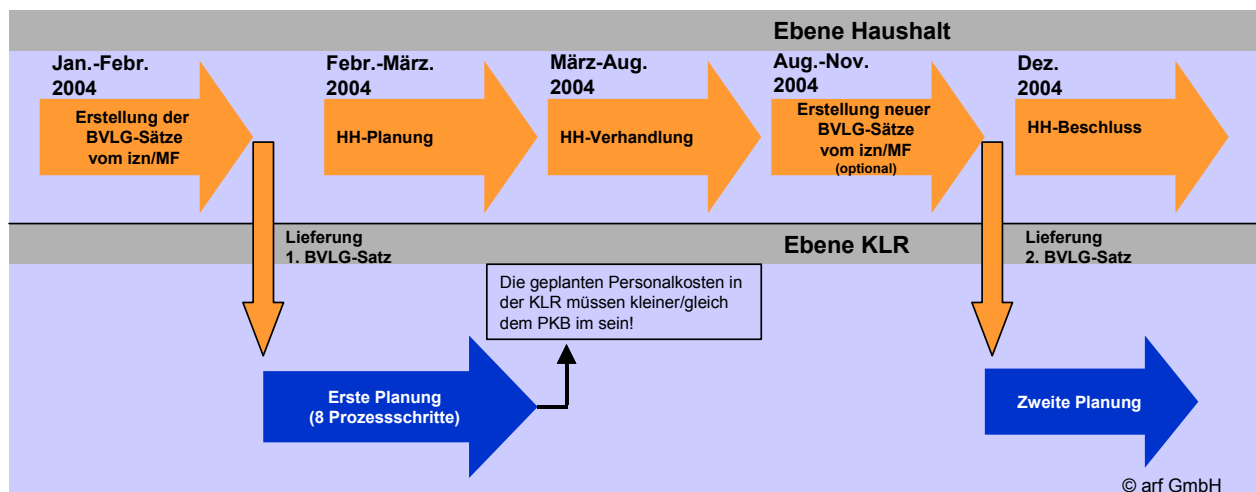 Ebene Haushalt
Jan.-Febr.
2004
Erstellung der
BVLG-Sätze
vom izn/MF
Febr.-März.
2004
HH-Planung
März-Aug.
2004
HH-Verhandlung
Aug.-Nov.
2004
Erstellung neuer
BVLG-Sätze
vom izn/MF
(optional)
Dez.
2004
HH-Beschluss
Ebene KLR
Lieferung
1. BVLG-Satz
Lieferung
2. BVLG-Satz
Die geplanten Personalkosten in
der KLR müssen kleiner/gleich
dem PKB im sein!
Erste Planung
(8 Prozessschritte)
Zweite Planung
© arf GmbH